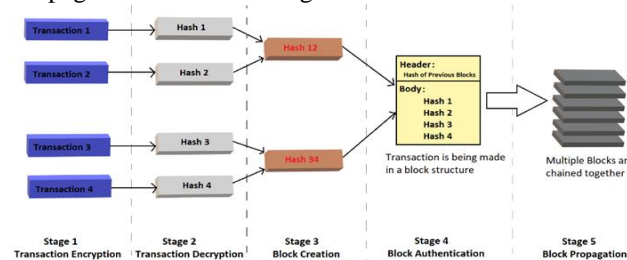 Transaction 1
Hash 1
Transaction 2
Hash 2
Hash 12
Transaction 3
Hash 3
Transaction 4
Hash 4
Hash 34
Header:
Hash of Previous Blocks
Body:
Hash 1
Hash 2
Hash 3
Hash 4
Transaction is being made
in a block structure
Multiple Blocks ar
chained together
Stage 1
Transaction Encryption
Stage 2
Transaction Decryption
Stage 3
Block Creation
Stage 4
Block Authentication
Stage 5
Block Propagation